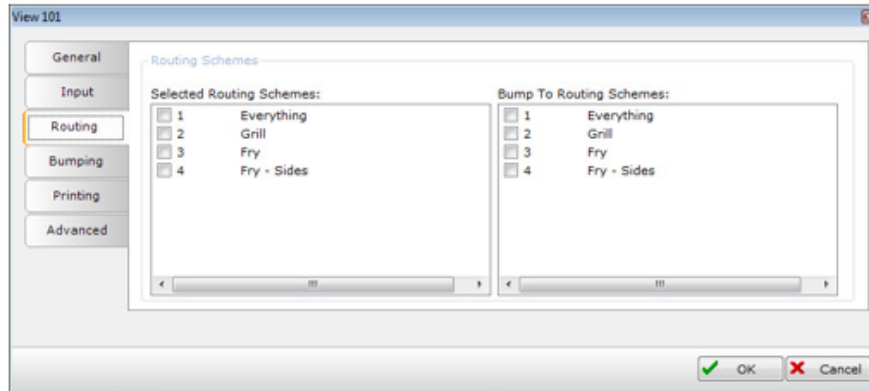 View 101
General
Input
Routing
Bumping
Printing
Advanced
Routing Schemes
Selected Routing Schemes:
1 Everything
2 Grill
3 Fry
4 Fry - Sides
Bump To Routing Schemes:
1 Everything
2 Grill
3 Fry
4 Fry - Sides
OK
Cancel